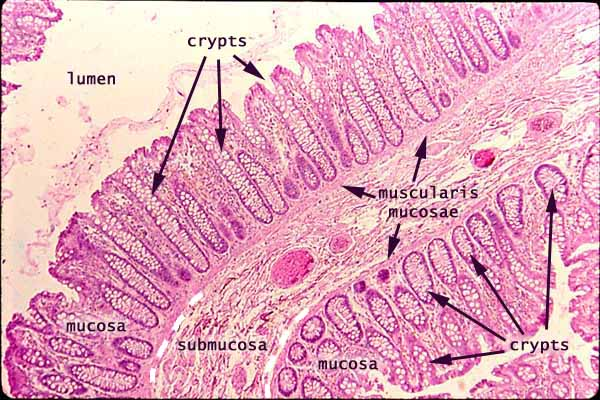 crypts
lumen
muscularis
mucosae
mucosa
submucosa
mucosa
crypts